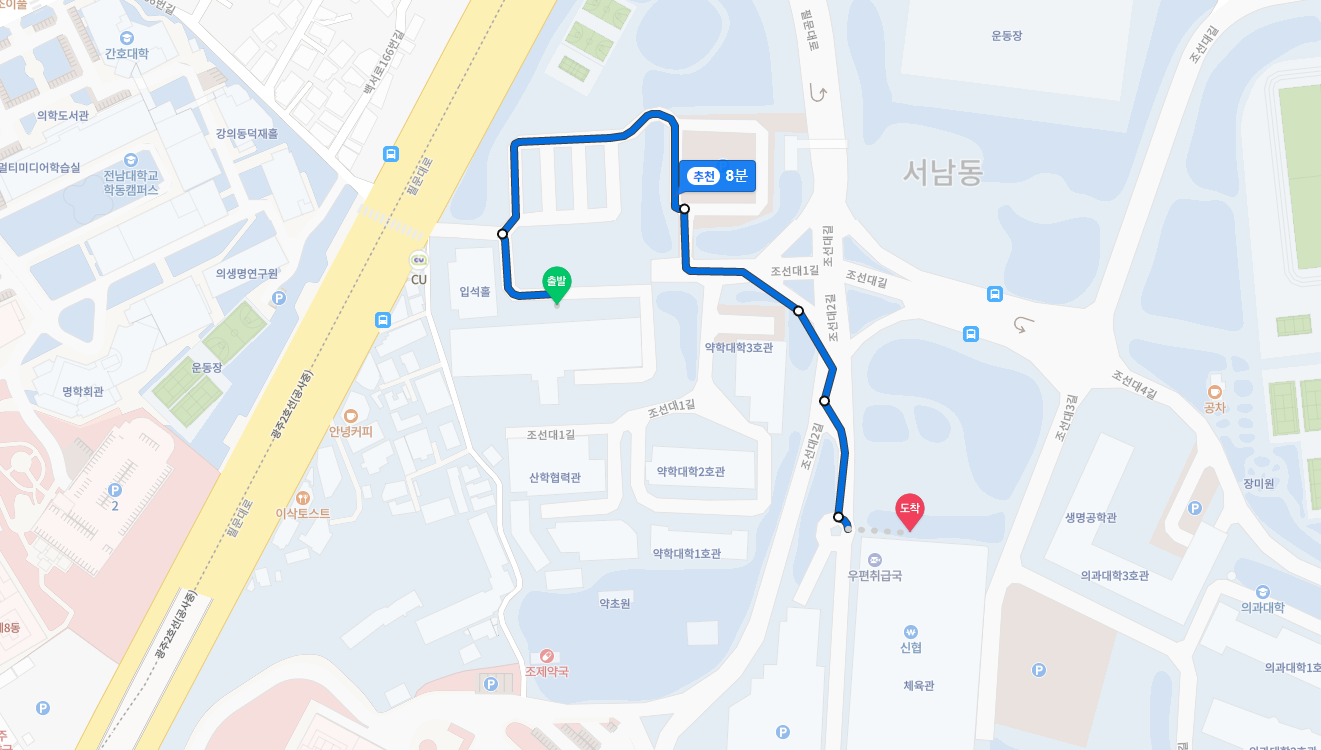 백서로166번길
간호대학
운동장
조선대길
필문대로
의학도서관
강의동덕재홀
멀티미디어학습실
전남대학교
학동캠퍼스
서남동
추천 8분
필문대로
의생명연구원
CU
입석홀
출발
조선대1길
조선대길
조선대길
조선대2길
약학대학3호관
운동장
명학회관
광주2호선(공사중)
안녕커피
조선대1길
조선대1길
조선대2길
조선대3길
조선대4길
공차
산학협력관
약학대학2호관
장미원
2
이삭토스트
필문대로
도착
생명공학관
약학대학1호관
우편취급국
의과대학3호관
약초원
의과대학
광주2호선(공사중)
제8동
신협
조제약국
체육관
의과대학1호